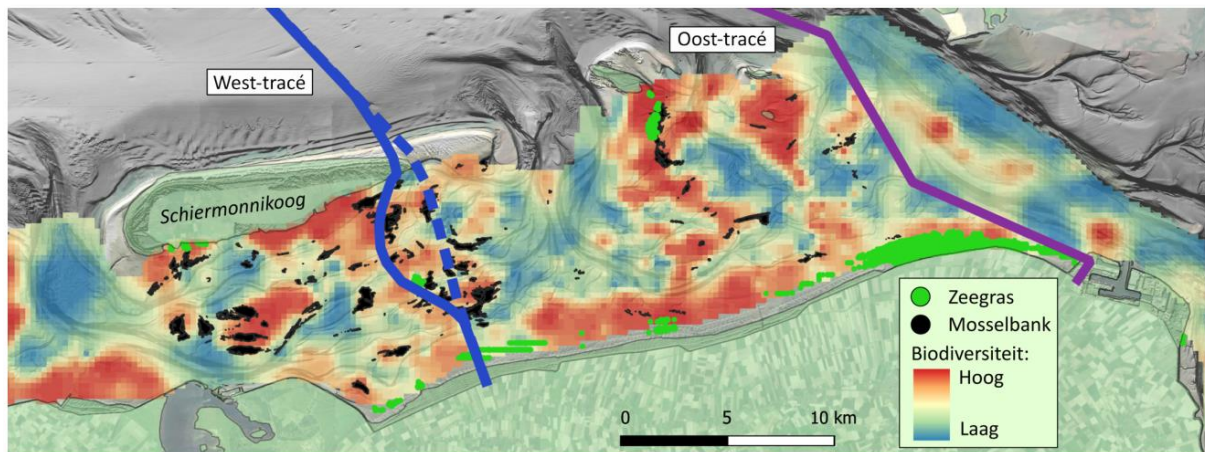 Oost-tracé
West-tracé
Schiermonnikoog
Zeegras
Mosselbank
Biodiversiteit:
Hoog
Laag
0 5 10 km